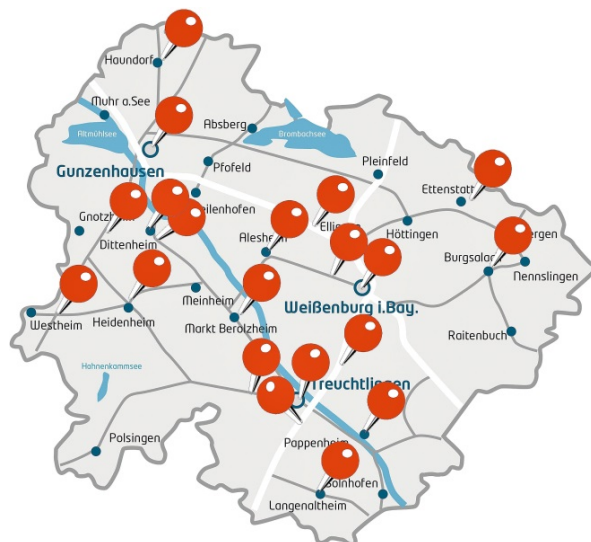 Haundorf
Muhr a.See
Altmühlsee
Absberg
Brombachsee
Gunzenhausen
Pfofeld
Pleinfeld
Ettenstatt
Dittenheim
Höttingen
Burgsalach
Nennslingen
Meinheim
Weißenburg i.Bay.
Westheim
Heidenheim
Markt Berolzheim
Raitenbuch
Hahnenkammsee
Treuchtlingen
Polsingen
Pappenheim
Solnhofen
Langenaltheim